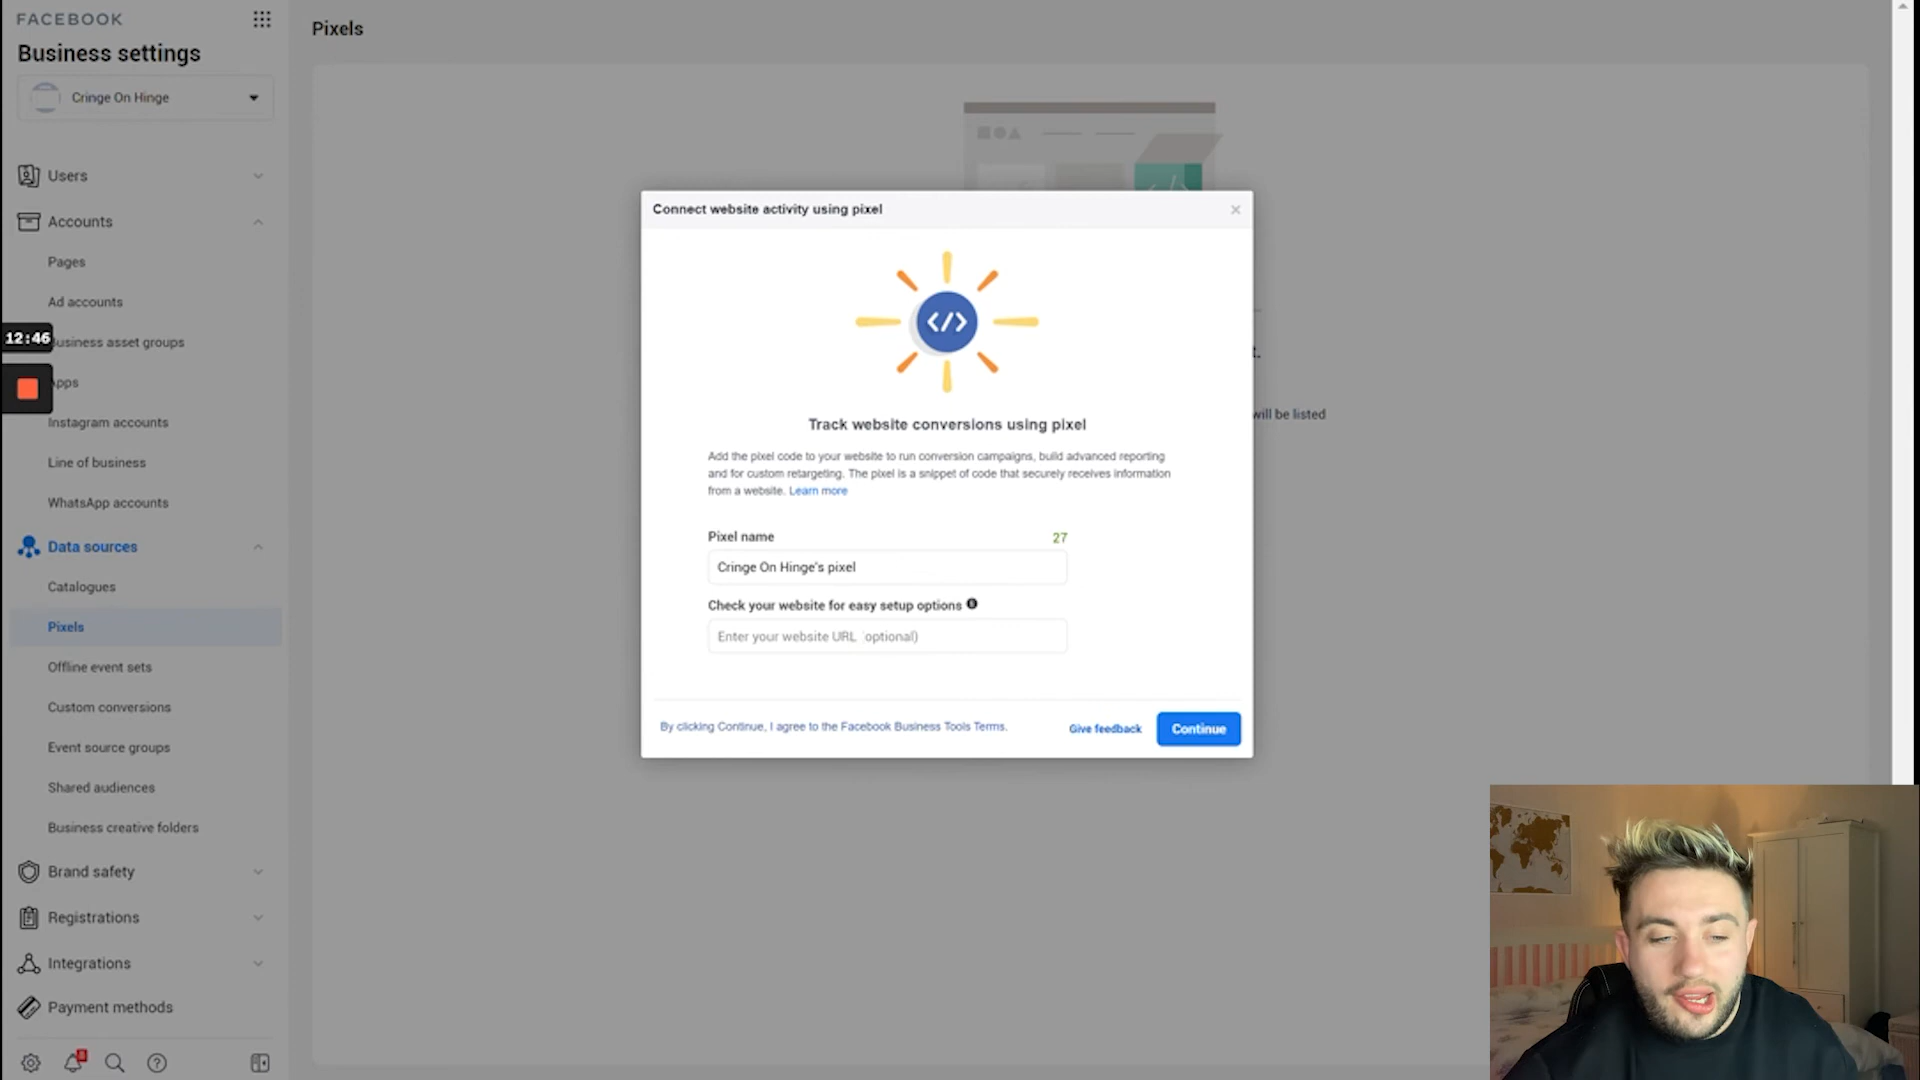 FACEBOOK
Business settings
Cringe On Hinge
Users
Accounts
Pages
Ad accounts
12:46
usiness asset groups
pps
Instagram accounts
Line of business
WhatsApp accounts
Data sources
Catalogues
Pixels
Offline event sets
Custom conversions
Event source groups
Shared audiences
Business creative folders
Brand safety
Registrations
Integrations
Payment methods
Pixels
Connect website activity using pixel
Track website conversions using pixel
Add the pixel code to your website to run conversion campaigns, build advanced reporting
and for custom retargeting. The pixel is a snippet of code that securely receives information
from a website. Learn more
Pixel name 27
Cringe On Hinge's pixel
Check your website for easy setup options
Enter your website URL optional)
By clicking Continue, I agree to the Facebook Business Tools Terms.
Give feedback
Continue
t.
will be listed